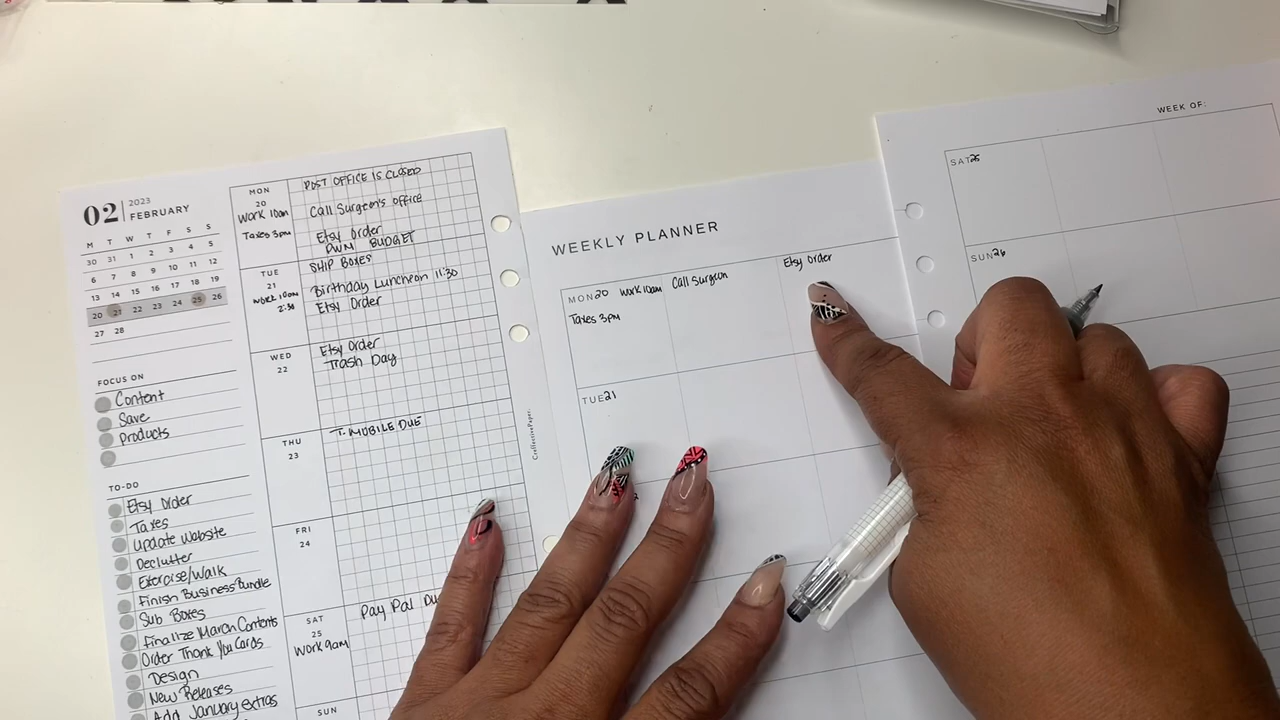 02 2023
FEBRUARY
M T W T F S S
30 31 1 2 3 4 5
6 7 8 9 10 11 12
13 14 15 16 17 18 19
20 21 22 23 24 25 26
27 28
FOCUS ON
Content
Save
products
TO-DO
Etsy Order
Taxes
Update Website
Declutter
Exercise/Walk
Finish Business Bundle
Sub Boxes
Finalize March Contents
Order Thank You Cards
Design
New Releases
Add January extras
MON
20
Work 10am
Taxes 3pm
POST OFFICE IS CLOSED
Call Surgeon's office
Etsy Order
PWM BUDGET
TUE
21
Work 10am
2:30
SHIP BOXES
Birthday Luncheon 11:30
Etsy Order
WED
22
Etsy Order
Trash Day
THU
23
T-MOBILE DUE
FRI
24
SAT
25
Work 9am
Pay Pal
SUN
WEEKLY PLANNER
MON 20 Work 10am Call Surgeon Etsy Order
Taxes 3pm
TUE 21
WEEK OF:
SAT 25
SUN 26